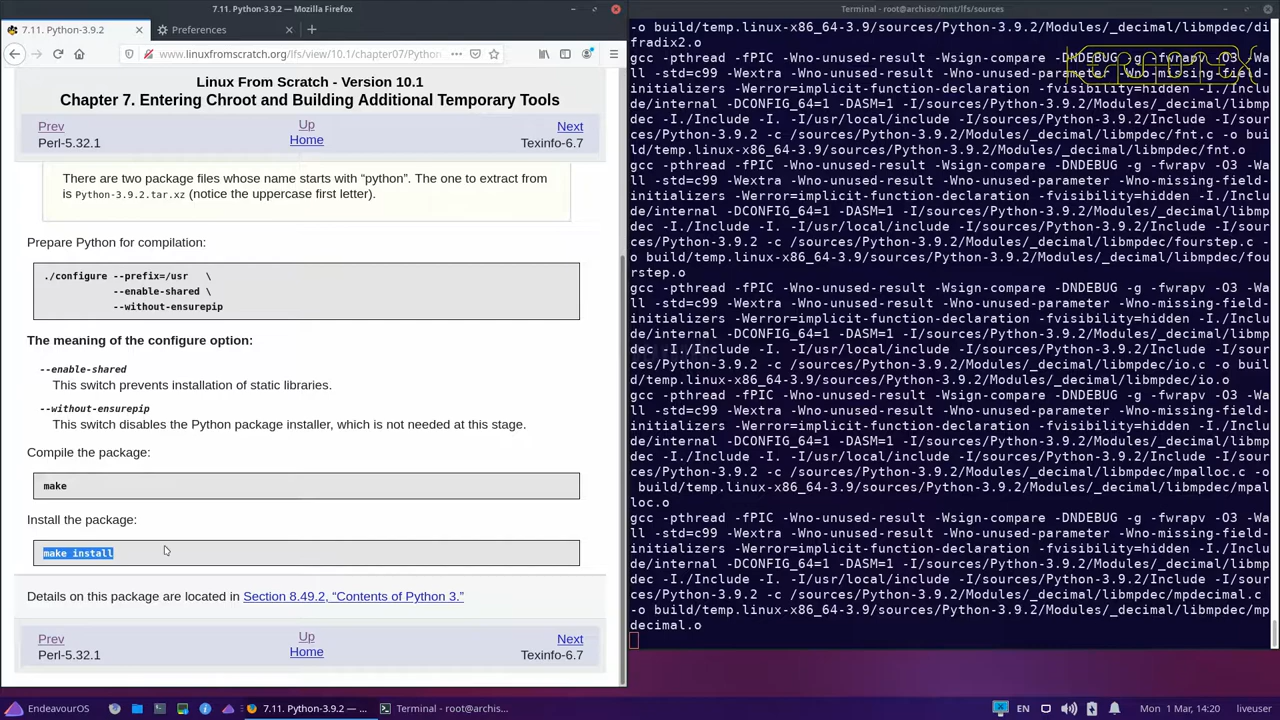 7.11. Python-3.9.2 - Mozilla Firefox
7.11. Python-3.9.2
Preferences
www.linuxfromscratch.org/lfs/view/10.1/chapter07/Python
Linux From Scratch - Version 10.1
Chapter 7. Entering Chroot and Building Additional Temporary Tools
Prev
Up
Next
Perl-5.32.1
Home
Texinfo-6.7
There are two package files whose name starts with “python”. The one to extract from
is Python-3.9.2.tar.xz (notice the uppercase first letter).
Prepare Python for compilation:
./configure --prefix=/usr   \
--enable-shared \
--without-ensurepip
The meaning of the configure option:
--enable-shared
This switch prevents installation of static libraries.
--without-ensurepip
This switch disables the Python package installer, which is not needed at this stage.
Compile the package:
make
Install the package:
make install
Details on this package are located in Section 8.49.2, “Contents of Python 3.”
Prev
Up
Next
Perl-5.32.1
Home
Texinfo-6.7
Terminal - root@archiso:/mnt/lfs/sources
-o build/temp.linux-x86_64-3.9/sources/Python-3.9.2/Modules/_decimal/libmpdec/di
fradix2.o
gcc -pthread -fPIC -Wno-unused-result -Wsign-compare -DNDEBUG -g -fwrapv -O3 -Wa
ll -std=c99 -Wextra -Wno-unused-result -Wno-unused-parameter -Wno-missing-field-
initializers -Werror=implicit-function-declaration -fvisibility=hidden -I./Inclu
de/internal -DCONFIG_64=1 -DASM=1 -I/sources/Python-3.9.2/Modules/_decimal/libmp
dec -I./Include -I. -I/usr/local/include -I/sources/Python-3.9.2/Include -I/sour
ces/Python-3.9.2 -c /sources/Python-3.9.2/Modules/_decimal/libmpdec/fnt.c -o bui
ld/temp.linux-x86_64-3.9/sources/Python-3.9.2/Modules/_decimal/libmpdec/fnt.o
gcc -pthread -fPIC -Wno-unused-result -Wsign-compare -DNDEBUG -g -fwrapv -O3 -Wa
ll -std=c99 -Wextra -Wno-unused-result -Wno-unused-parameter -Wno-missing-field-
initializers -Werror=implicit-function-declaration -fvisibility=hidden -I./Inclu
de/internal -DCONFIG_64=1 -DASM=1 -I/sources/Python-3.9.2/Modules/_decimal/libmp
dec -I./Include -I. -I/usr/local/include -I/sources/Python-3.9.2/Include -I/sour
ces/Python-3.9.2 -c /sources/Python-3.9.2/Modules/_decimal/libmpdec/fourstep.c -
o build/temp.linux-x86_64-3.9/sources/Python-3.9.2/Modules/_decimal/libmpdec/fou
rstep.o
gcc -pthread -fPIC -Wno-unused-result -Wsign-compare -DNDEBUG -g -fwrapv -O3 -Wa
ll -std=c99 -Wextra -Wno-unused-result -Wno-unused-parameter -Wno-missing-field-
initializers -Werror=implicit-function-declaration -fvisibility=hidden -I./Inclu
de/internal -DCONFIG_64=1 -DASM=1 -I/sources/Python-3.9.2/Modules/_decimal/libmp
dec -I./Include -I. -I/usr/local/include -I/sources/Python-3.9.2/Include -I/sour
ces/Python-3.9.2 -c /sources/Python-3.9.2/Modules/_decimal/libmpdec/io.c -o buil
d/temp.linux-x86_64-3.9/sources/Python-3.9.2/Modules/_decimal/libmpdec/io.o
gcc -pthread -fPIC -Wno-unused-result -Wsign-compare -DNDEBUG -g -fwrapv -O3 -Wa
ll -std=c99 -Wextra -Wno-unused-result -Wno-unused-parameter -Wno-missing-field-
initializers -Werror=implicit-function-declaration -fvisibility=hidden -I./Inclu
de/internal -DCONFIG_64=1 -DASM=1 -I/sources/Python-3.9.2/Modules/_decimal/libmp
dec -I./Include -I. -I/usr/local/include -I/sources/Python-3.9.2/Include -I/sour
ces/Python-3.9.2 -c /sources/Python-3.9.2/Modules/_decimal/libmpdec/mpalloc.c -o
build/temp.linux-x86_64-3.9/sources/Python-3.9.2/Modules/_decimal/libmpdec/mpal
loc.o
gcc -pthread -fPIC -Wno-unused-result -Wsign-compare -DNDEBUG -g -fwrapv -O3 -Wa
ll -std=c99 -Wextra -Wno-unused-result -Wno-unused-parameter -Wno-missing-field-
initializers -Werror=implicit-function-declaration -fvisibility=hidden -I./Inclu
de/internal -DCONFIG_64=1 -DASM=1 -I/sources/Python-3.9.2/Modules/_decimal/libmp
dec -I./Include -I. -I/usr/local/include -I/sources/Python-3.9.2/Include -I/sour
ces/Python-3.9.2 -c /sources/Python-3.9.2/Modules/_decimal/libmpdec/mpdecimal.c
-o build/temp.linux-x86_64-3.9/sources/Python-3.9.2/Modules/_decimal/libmpdec/mp
decimal.o
EndeavourOS
7.11. Python-3.9.2 — ...
Terminal - root@archis...
EN
Mon 1 Mar, 14:20
liveuser